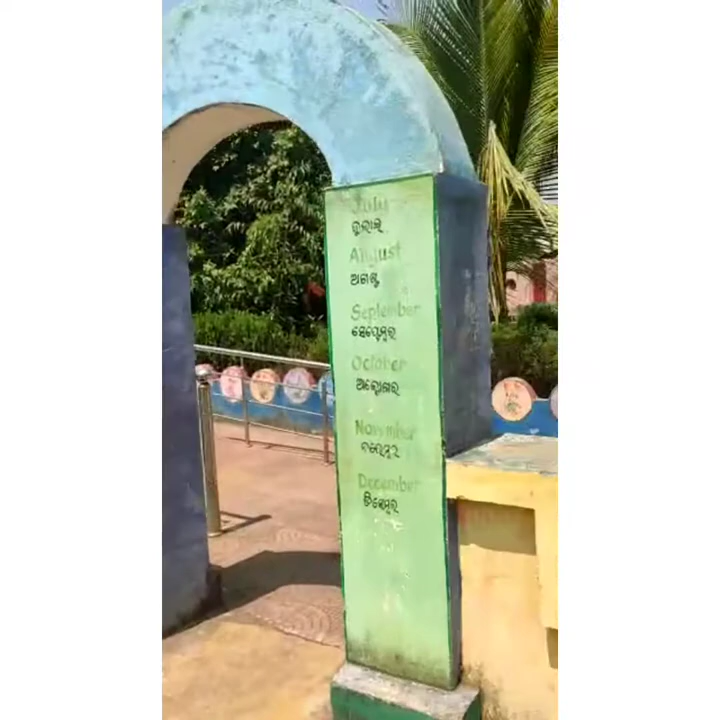 July
ଜୁଲାଇ
August
ଅଗଷ୍ଟ
September
ସେପ୍ଟେମ୍ବର
October
ଅକ୍ଟୋବର
November
ନଭେମ୍ବର
December
ଡିସେମ୍ବର